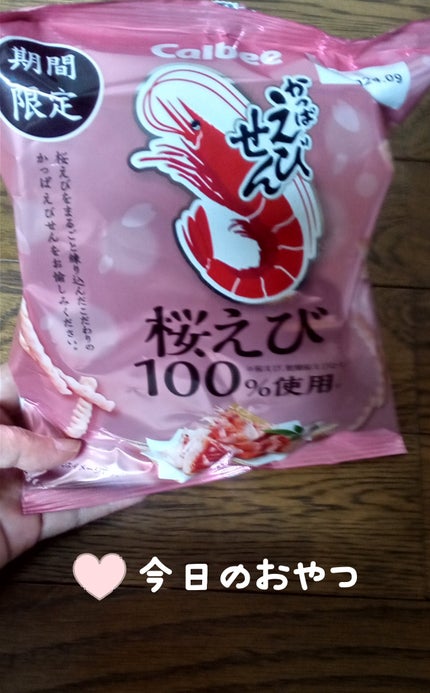 Calbee
期間
限定
かっぱ
えび
せん
桜えびをまるごと練り込んだこだわりの
かっぱえびせんをお愉しみください。
桜えび
100%使用
今日のおやつ